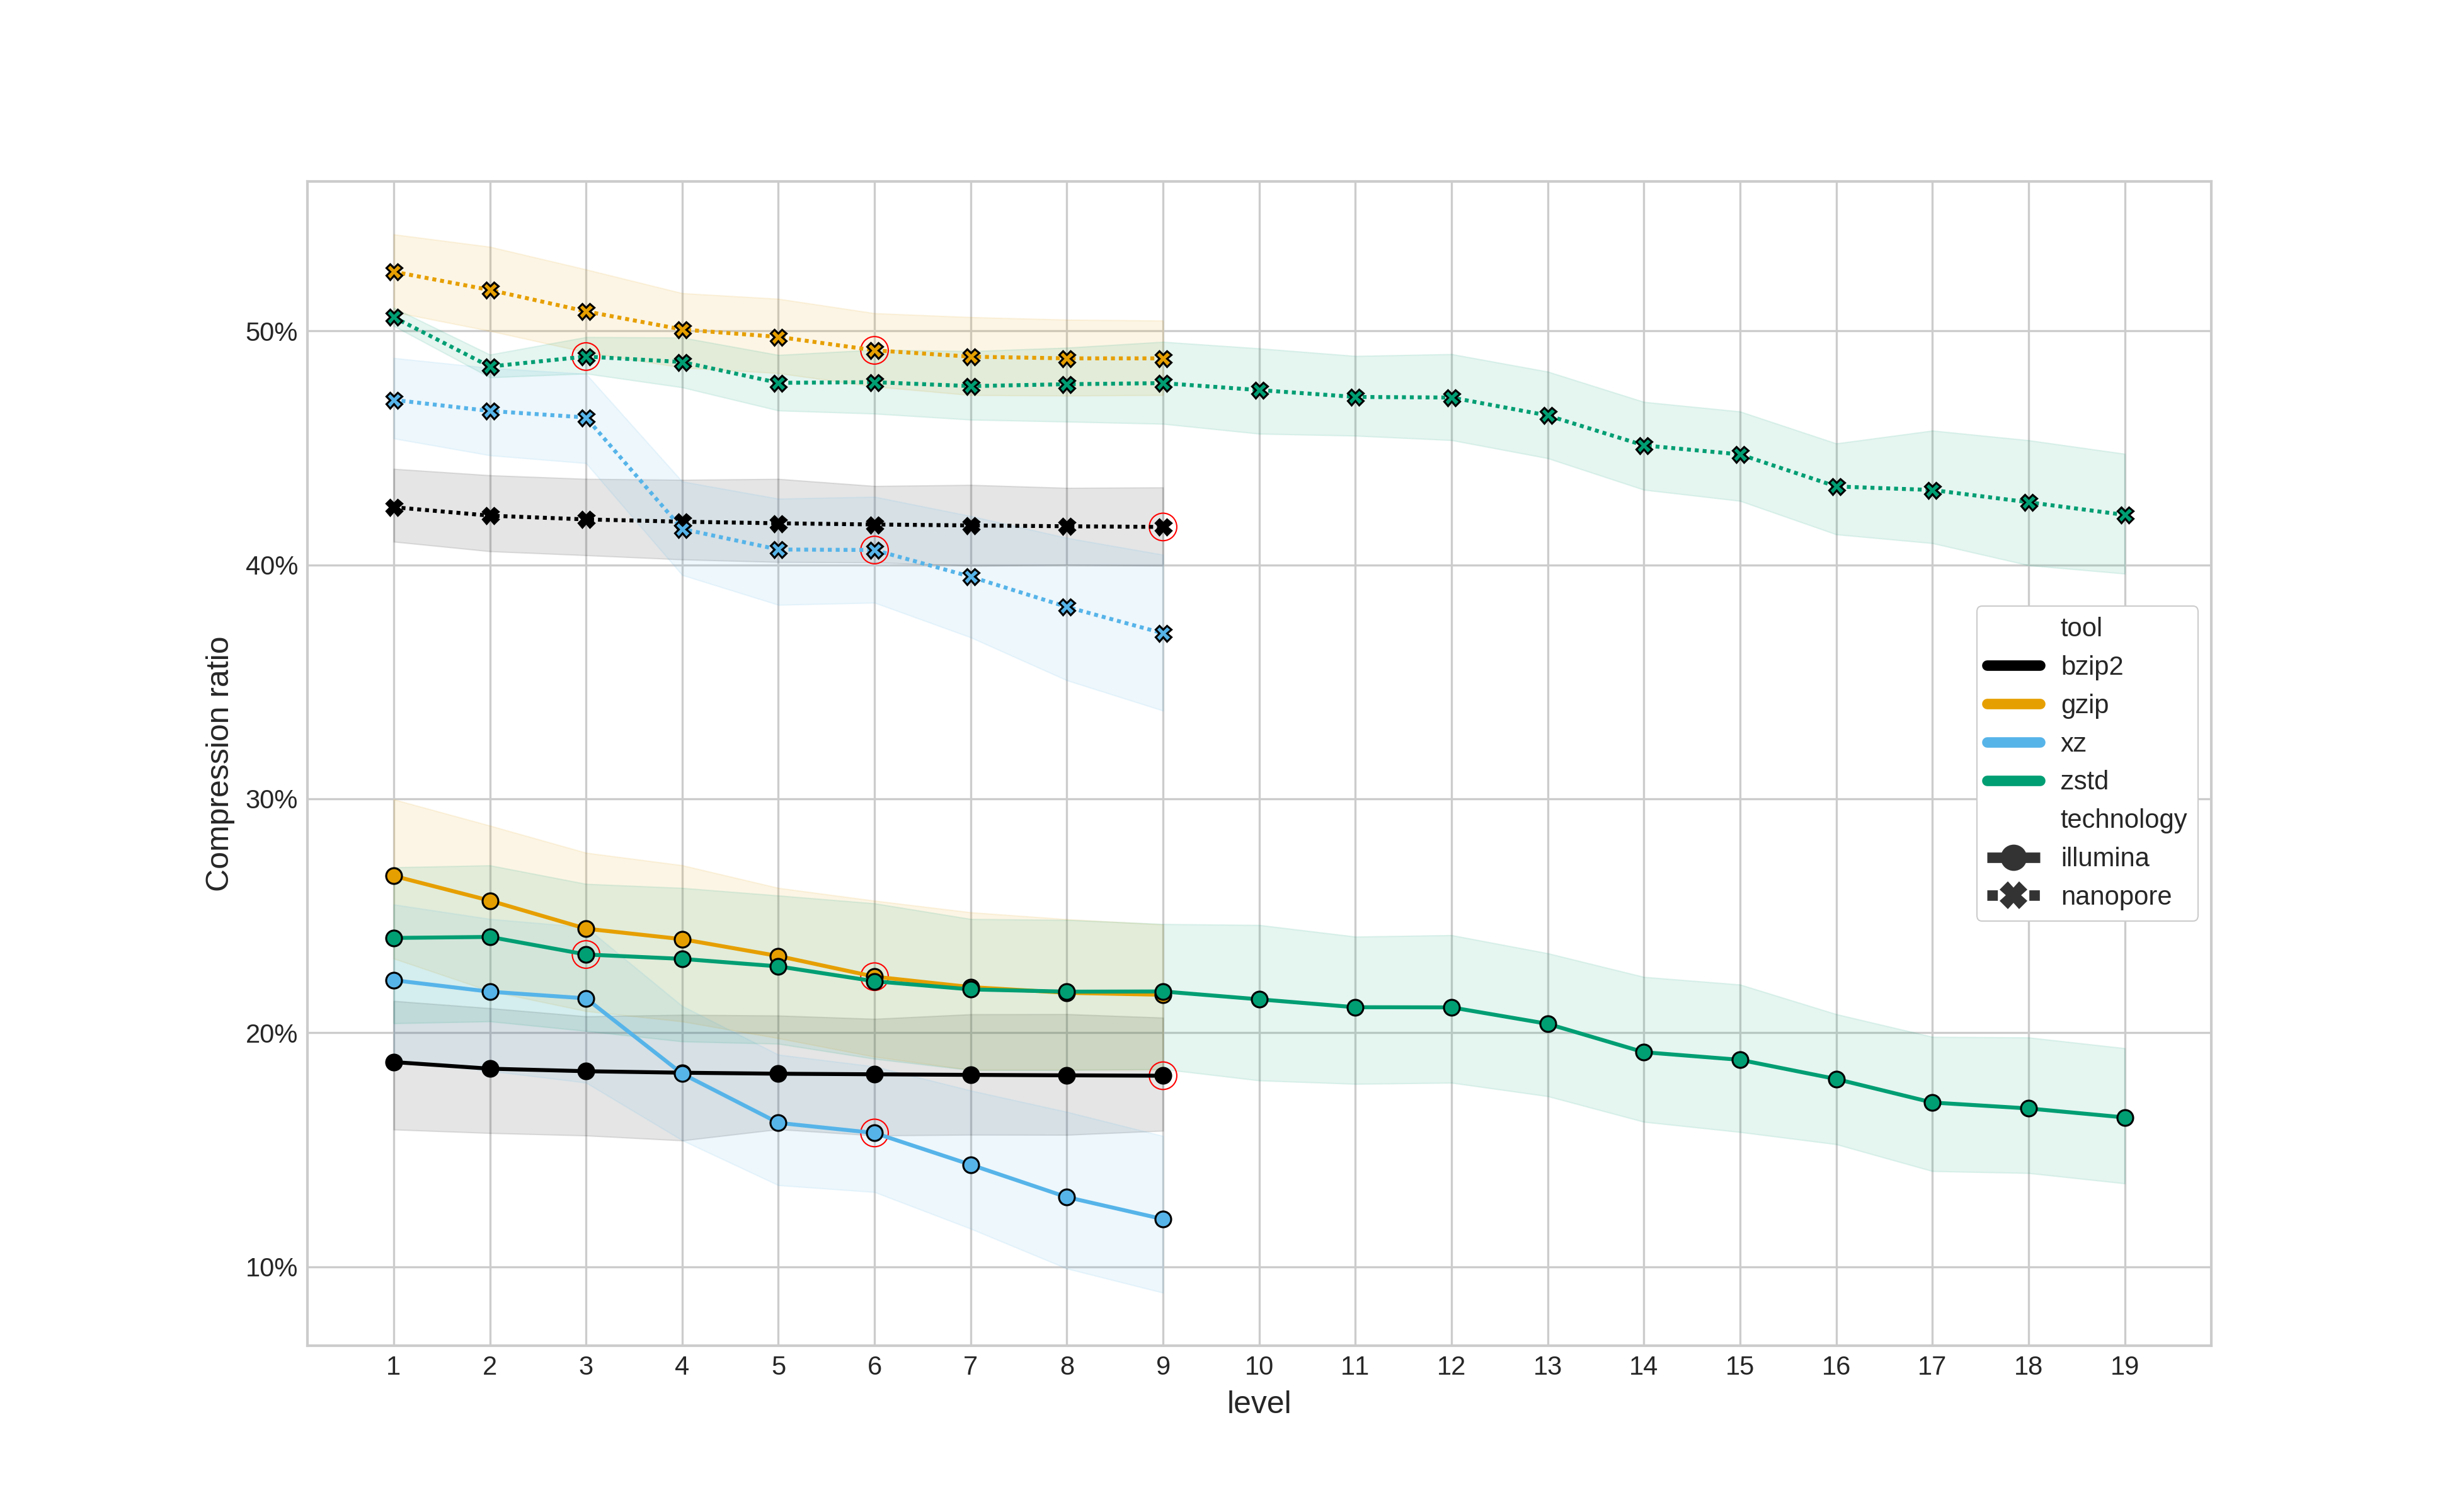 50%
40%
30%
20%
10%
Compression ratio
1 2 3 4 5 6 7 8 9 10 11 12 13 14 15 16 17 18 19
level
tool
bzip2
gzip
xz
zstd
technology
illumina
nanopore